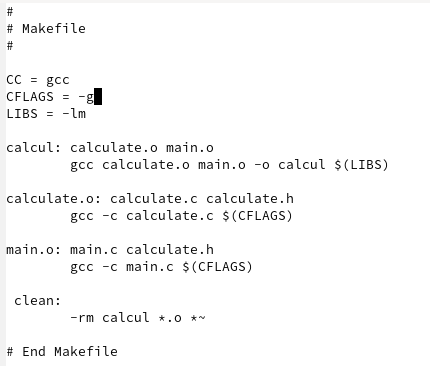 #
# Makefile
#
CC = gcc
CFLAGS = -g
LIBS = -lm
calcul: calculate.o main.o
gcc calculate.o main.o -o calcul $(LIBS)
calculate.o: calculate.c calculate.h
gcc -c calculate.c $(CFLAGS)
main.o: main.c calculate.h
gcc -c main.c $(CFLAGS)
clean:
-rm calcul *.o *~
# End Makefile